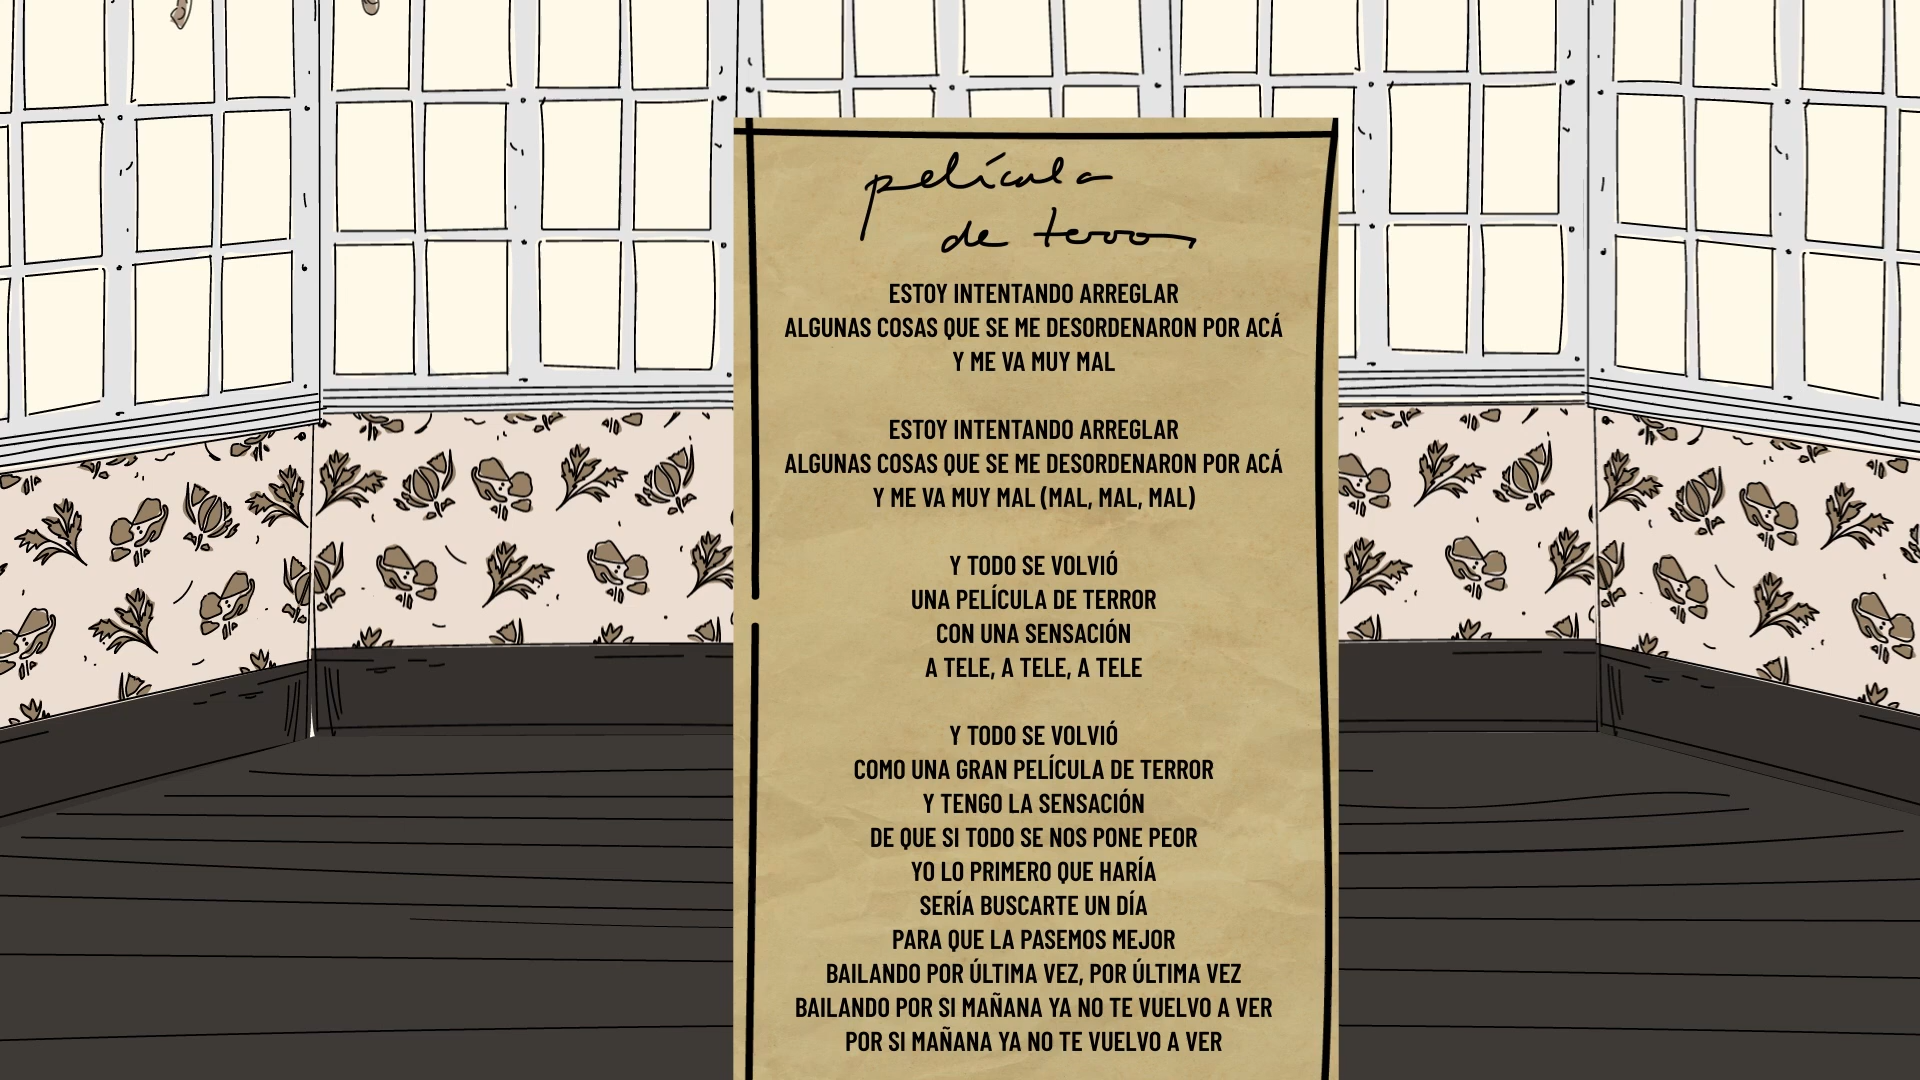 película
de terror
ESTOY INTENTANDO ARREGLAR
ALGUNAS COSAS QUE SE ME DESORDENARON POR ACÁ
Y ME VA MUY MAL
ESTOY INTENTANDO ARREGLAR
ALGUNAS COSAS QUE SE ME DESORDENARON POR ACÁ
Y ME VA MUY MAL (MAL, MAL, MAL)
Y TODO SE VOLVIÓ
UNA PELÍCULA DE TERROR
CON UNA SENSACIÓN
A TELE, A TELE, A TELE
Y TODO SE VOLVIÓ
COMO UNA GRAN PELÍCULA DE TERROR
Y TENGO LA SENSACIÓN
DE QUE SI TODO SE NOS PONE PEOR
YO LO PRIMERO QUE HARÍA
SERÍA BUSCARTE UN DÍA
PARA QUE LA PASEMOS MEJOR
BAILANDO POR ÚLTIMA VEZ, POR ÚLTIMA VEZ
BAILANDO POR SI MAÑANA YA NO TE VUELVO A VER
POR SI MAÑANA YA NO TE VUELVO A VER